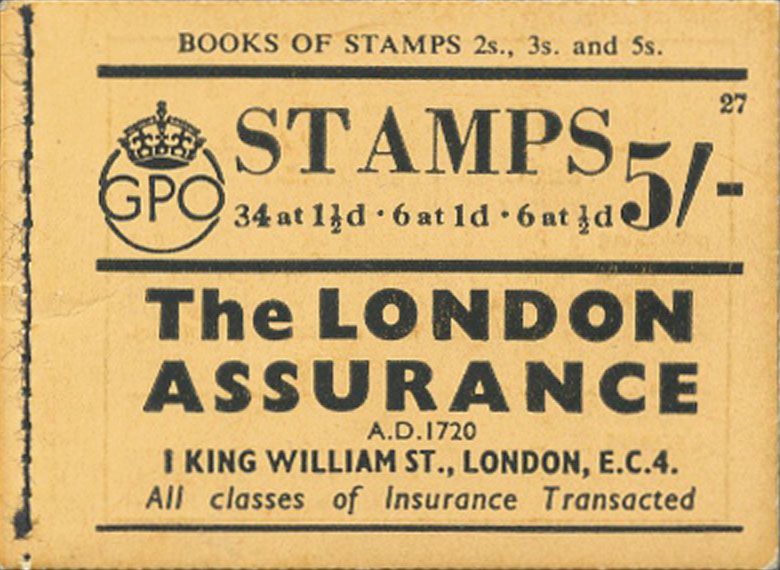 BOOKS OF STAMPS 2s., 3s. and 5s.
27
STAMPS 5/-
GPO
34 at 1½d · 6 at 1d · 6 at ½d
The LONDON
ASSURANCE
A.D.1720
1 KING WILLIAM ST., LONDON, E.C.4.
All classes of Insurance Transacted